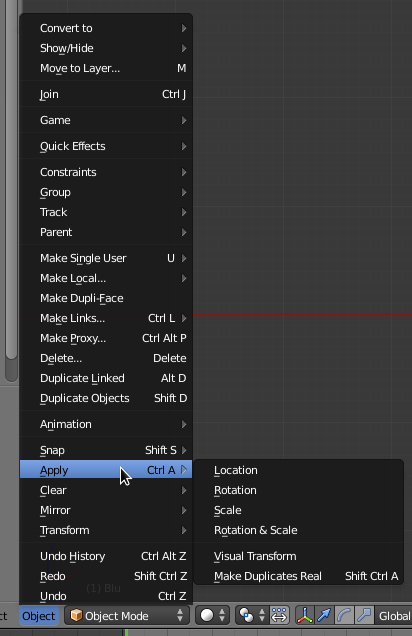 Convert to
Show/Hide
Move to Layer... M
Join Ctrl J
Game
Quick Effects
Constraints
Group
Track
Parent
Make Single User U
Make Local...
Make Dupli-Face
Make Links... Ctrl L
Make Proxy... Ctrl Alt P
Delete... Delete
Duplicate Linked Alt D
Duplicate Objects Shift D
Animation
Snap Shift S
Apply Ctrl A
Location
Clear
Rotation
Mirror
Scale
Transform
Rotation & Scale
Undo History Ctrl Alt Z
Visual Transform
Redo Shift Ctrl Z
Make Duplicates Real Shift Ctrl A
(1) Blu
Undo Ctrl Z
ct Object Object Mode Global